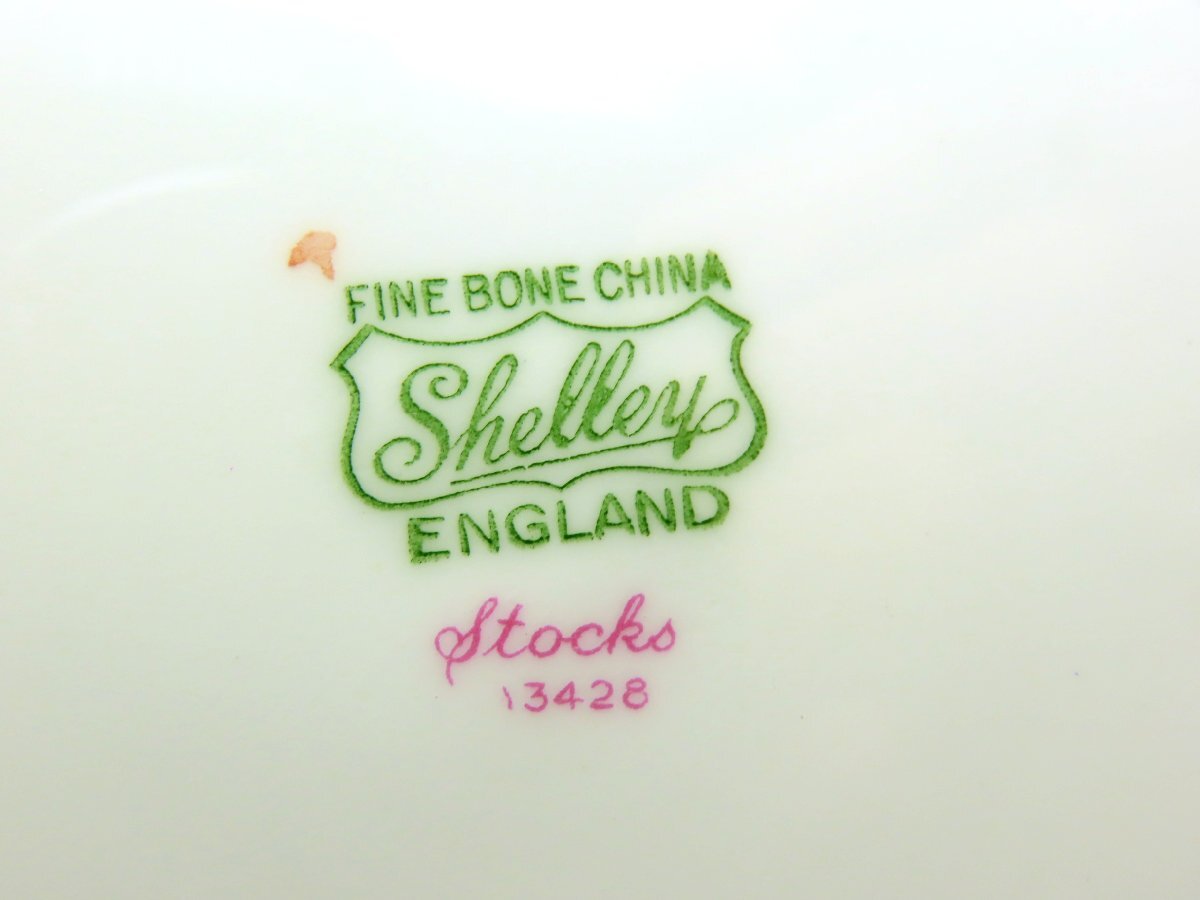 FINE BONE CHINA
Shelley
ENGLAND
Stocks
13428